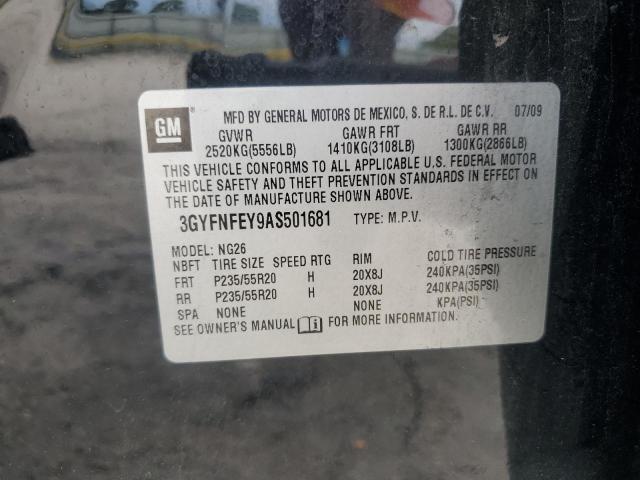 GM ® MFD BY GENERAL MOTORS DE MEXICO, S. DE R.L. DE C.V. 07/09
GVWR GAWR FRT GAWR RR
2520KG(5556LB) 1410KG(3108LB) 1300KG(2866LB)
THIS VEHICLE CONFORMS TO ALL APPLICABLE U.S. FEDERAL MOTOR
VEHICLE SAFETY AND THEFT PREVENTION STANDARDS IN EFFECT ON
THE DATE OF MANUFACTURE SHOWN ABOVE.
3GYFNFEY9AS501681 TYPE: M.P.V.
MODEL: NG26
NBFT TIRE SIZE SPEED RTG RIM COLD TIRE PRESSURE
FRT P235/55R20 H 20X8J 240KPA(35PSI)
RR P235/55R20 H 20X8J 240KPA(35PSI)
SPA NONE NONE KPA(PSI)
SEE OWNER'S MANUAL i FOR MORE INFORMATION.